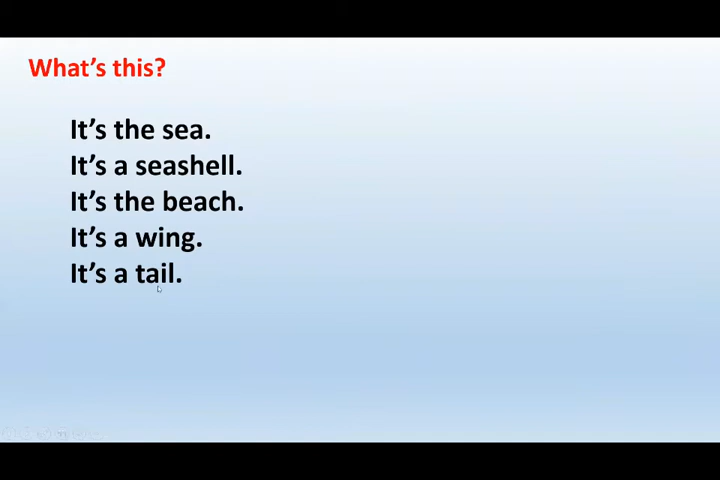 What’s this?
It’s the sea.
It’s a seashell.
It’s the beach.
It’s a wing.
It’s a tail.